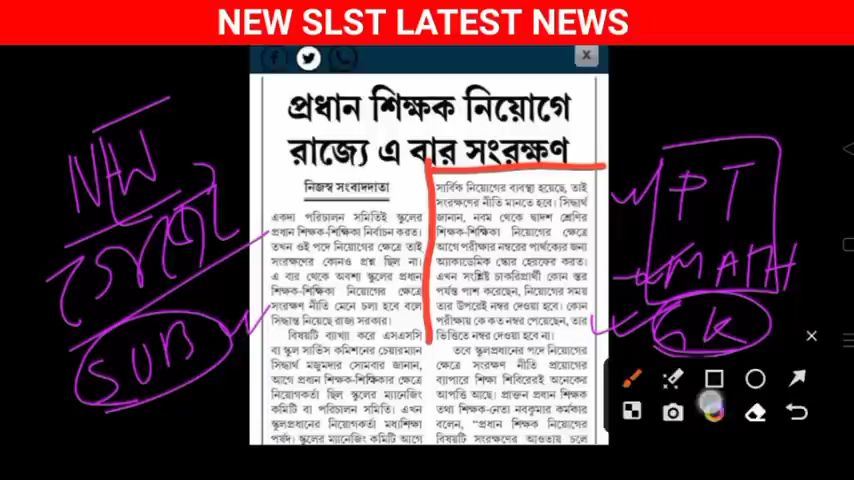 NEW SLST LATEST NEWS
প্রধান শিক্ষক নিয়োগে
রাজ্যে এ বার সংরক্ষণ
নিজস্ব সংবাদদাতা
একদা পরিচালন সমিতিই স্কুলের
প্রধান শিক্ষক-শিক্ষিকা নির্বাচন করত।
তখন ওই পদে নিয়োগের ক্ষেত্রে তাই
সংরক্ষণের কোনও প্রশ্ন ছিল না।
এ বার থেকে অবশ্য স্কুলের প্রধান
শিক্ষক-শিক্ষিকা নিয়োগের ক্ষেত্রে
সংরক্ষণ নীতি মেনে চলা হবে বলে
সিদ্ধান্ত নিয়েছে রাজ্য সরকার।
বিষয়টি ব্যাখ্যা করে এসএসসি
বা স্কুল সার্ভিস কমিশনের চেয়ারম্যান
সিদ্ধার্থ মজুমদার সোমবার জানান,
আগে প্রধান শিক্ষক-শিক্ষিকার ক্ষেত্রে
নিয়োগকর্তা ছিল স্কুলের ম্যানেজিং
কমিটি বা পরিচালন সমিতি। এখন
স্কুলপ্রধানের নিয়োগকর্তা মধ্যশিক্ষা
পর্ষদ। স্কুলের ম্যানেজিং কমিটি আগে
সার্বিক নিয়োগের ব্যবস্থা হয়েছে, তাই
সংরক্ষণের নীতি মানতে হবে। সিদ্ধার্থ
জানান, নবম থেকে দ্বাদশ শ্রেণির
শিক্ষক-শিক্ষিকা নিয়োগের ক্ষেত্রে
আগে পরীক্ষার নম্বরের পার্থক্যের জন্য
অ্যাকাডেমিক স্কোর হেরফের করত।
এখন সংশ্লিষ্ট চাকরিপ্রার্থী কোন স্তর
পর্যন্ত পাশ করেছেন, নিয়োগের সময়
তার উপরেই নম্বর দেওয়া হবে। কোন
পরীক্ষায় কে কত নম্বর পেয়েছেন, তার
ভিত্তিতে নম্বর দেওয়া হবে না।
তবে স্কুলপ্রধানের পদে নিয়োগের
ক্ষেত্রে সংরক্ষণ নীতি প্রয়োগের
ব্যাপারে শিক্ষা শিবিরেরই অনেকের
আপত্তি আছে। প্রাক্তন প্রধান শিক্ষক
তথা শিক্ষক-নেতা নবকুমার কর্মকার
বলেন, “প্রধান শিক্ষক নিয়োগের
বিষয়টি সংরক্ষণের আওতায় চলে
SUB
PT
MATH
GK